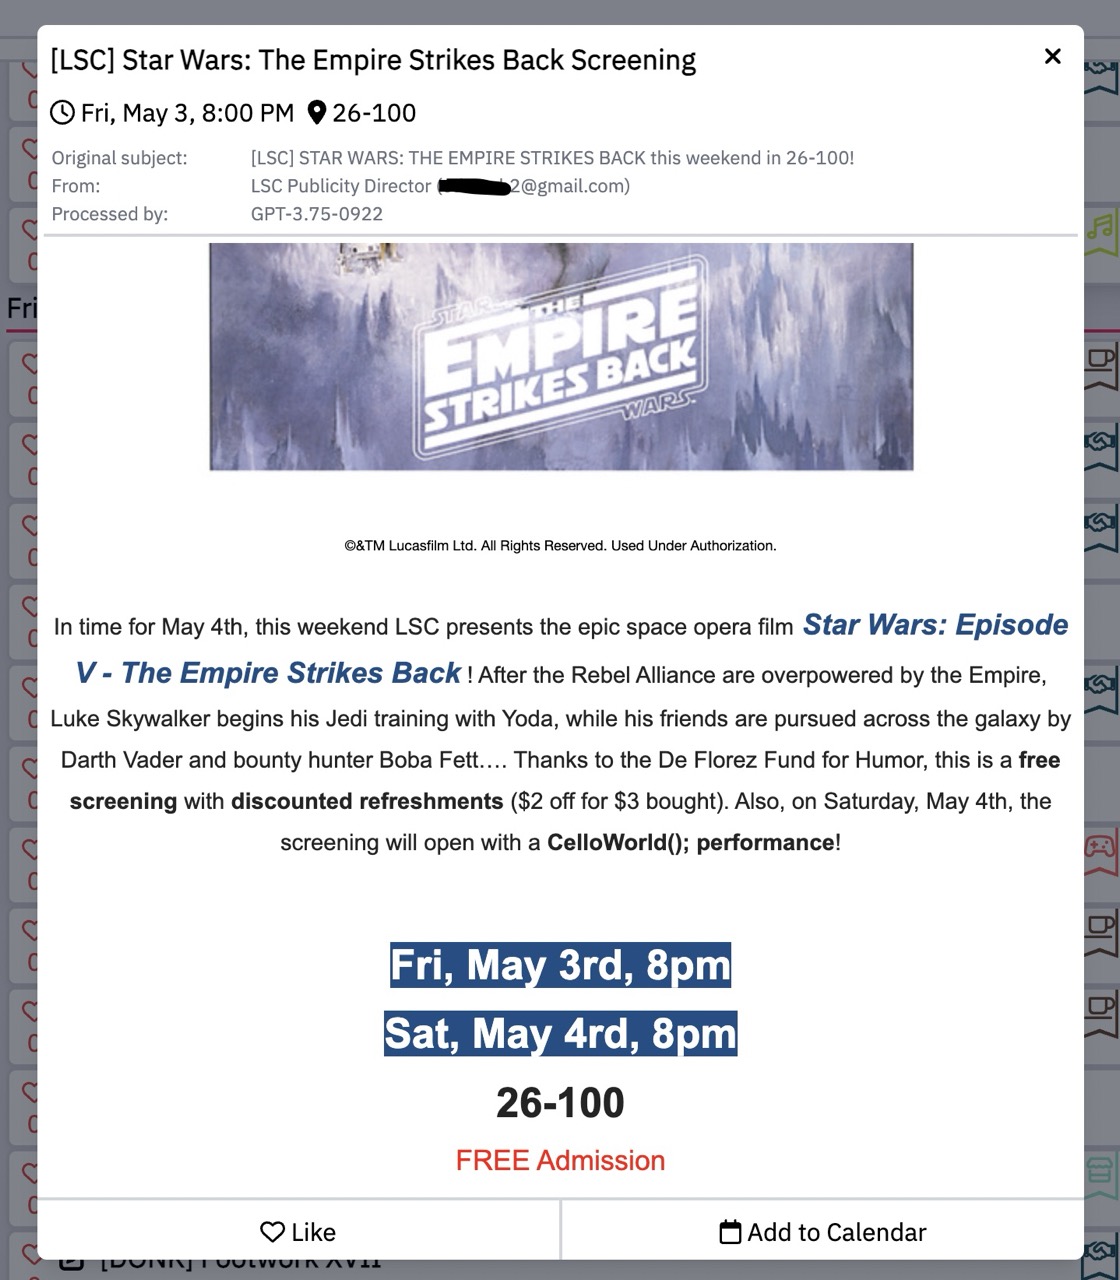 [LSC] Star Wars: The Empire Strikes Back Screening
Fri, May 3, 8:00 PM 26-100
Original subject: [LSC] STAR WARS: THE EMPIRE STRIKES BACK this weekend in 26-100!
From: LSC Publicity Director ( 2@gmail.com)
Processed by: GPT-3.75-0922
Fri
STAR THE
EMPIRE
STRIKES BACK
WARS
©&TM Lucasfilm Ltd. All Rights Reserved. Used Under Authorization.
In time for May 4th, this weekend LSC presents the epic space opera film Star Wars: Episode
V - The Empire Strikes Back ! After the Rebel Alliance are overpowered by the Empire,
Luke Skywalker begins his Jedi training with Yoda, while his friends are pursued across the galaxy by
Darth Vader and bounty hunter Boba Fett…. Thanks to the De Florez Fund for Humor, this is a free
screening with discounted refreshments ($2 off for $3 bought). Also, on Saturday, May 4th, the
screening will open with a CelloWorld(); performance!
Fri, May 3rd, 8pm
Sat, May 4rd, 8pm
26-100
FREE Admission
Like Add to Calendar
[DONK] Footwork XVII